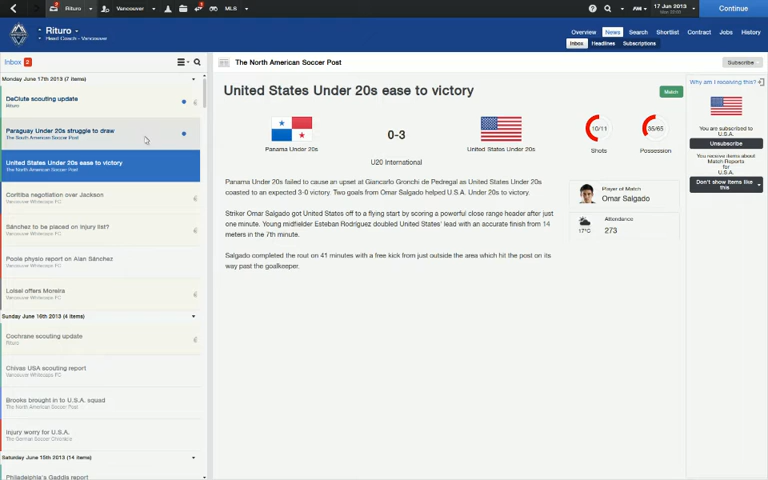 Rituro
Vancouver
MLS
AM
17 Jun 2013
Continue
Rituro
Head Coach - Vancouver
Overview
News
Search
Shortlist
Contract
Jobs
History
Inbox
Headlines
Subscriptions
Inbox 2
Monday June 17th 2013 (7 items)
DeCluta scouting update
Rituro
Paraguay Under 20s struggle to draw
The South American Soccer Post
United States Under 20s ease to victory
The North American Soccer Post
Coritiba negotiation over Jackson
Vancouver Whitecaps FC
Sánchez to be placed on injury list?
Vancouver Whitecaps FC
Poole physio report on Alan Sánchez
Vancouver Whitecaps FC
Loisel offers Moreira
Vancouver Whitecaps FC
Sunday June 16th 2013 (4 items)
Cochrane scouting update
Rituro
Chivas USA scouting report
Vancouver Whitecaps FC
Brooks brought in to U.S.A. squad
The North American Soccer Post
Injury worry for U.S.A.
The German Soccer Chronicle
Saturday June 15th 2013 (14 items)
Philadelphia's Gaddis report
The North American Soccer Post
Subscribe
United States Under 20s ease to victory
Match
Panama Under 20s
0-3
United States Under 20s
U20 International
10/11
Shots
35/65
Possession
Panama Under 20s failed to cause an upset at Giancarlo Gronchi de Pedregal as United States Under 20s
coasted to an expected 3-0 victory. Two goals from Omar Salgado helped U.S.A. Under 20s to victory.
Striker Omar Salgado got United States off to a flying start by scoring a powerful close range header after just
one minute. Young midfielder Esteban Rodriguez doubled United States' lead with an accurate finish from 14
meters in the 7th minute.
Salgado completed the rout on 41 minutes with a free kick from just outside the area which hit the post on its
way past the goalkeeper.
Player of Match
Omar Salgado
17°C
Attendance
273
Why am I receiving this?
You are subscribed to
U.S.A.
Unsubscribe
You receive items about
Match Reports
for
U.S.A.
Don't show items like
this